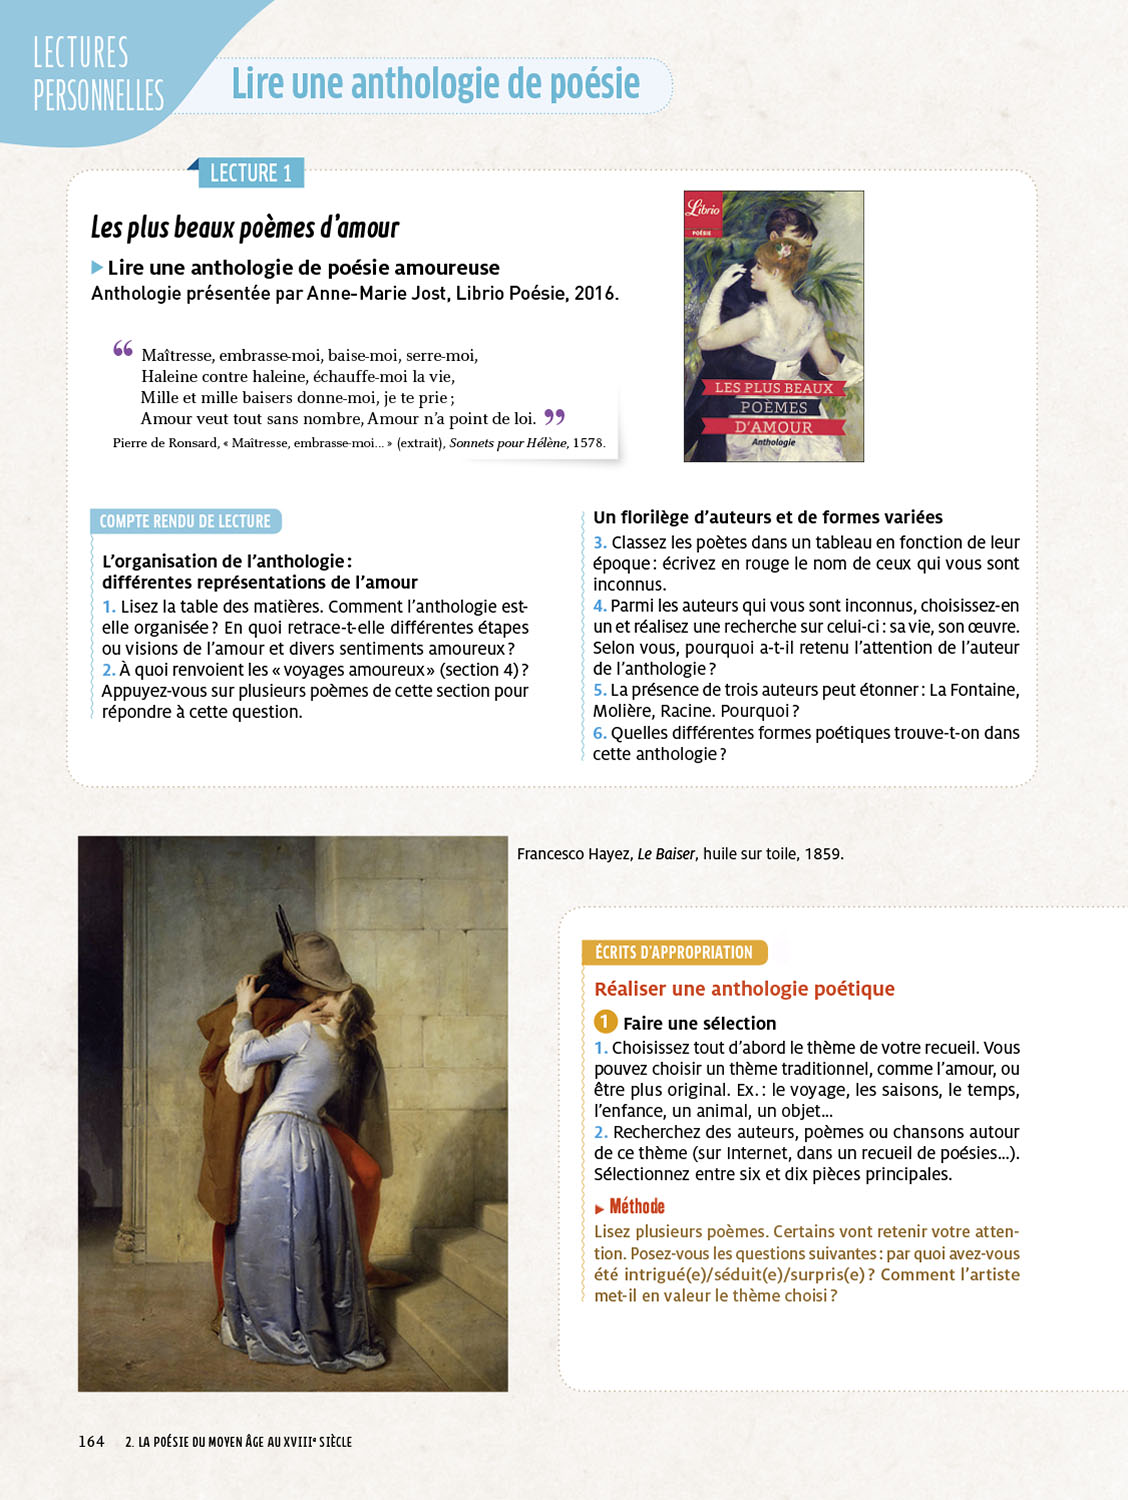 LECTURES
PERSONNELLES
Lire une anthologie de poésie
LECTURE 1
Les plus beaux poèmes d’amour
▶ Lire une anthologie de poésie amoureuse
Anthologie présentée par Anne-Marie Jost, Librio Poésie, 2016.
“ Maîtresse, embrasse-moi, baise-moi, serre-moi,
Haleine contre haleine, échauffe-moi la vie,
Mille et mille baisers donne-moi, je te prie ;
Amour veut tout sans nombre, Amour n’a point de loi. ”
Pierre de Ronsard, « Maîtresse, embrasse-moi... » (extrait), Sonnets pour Hélène, 1578.
Librio
POÉSIE
LES PLUS BEAUX
POÈMES
D’AMOUR
Anthologie
COMPTE RENDU DE LECTURE
L’organisation de l’anthologie :
différentes représentations de l’amour
1. Lisez la table des matières. Comment l’anthologie est-
elle organisée ? En quoi retrace-t-elle différentes étapes
ou visions de l’amour et divers sentiments amoureux ?
2. À quoi renvoient les « voyages amoureux » (section 4) ?
Appuyez-vous sur plusieurs poèmes de cette section pour
répondre à cette question.
Un florilège d’auteurs et de formes variées
3. Classez les poètes dans un tableau en fonction de leur
époque : écrivez en rouge le nom de ceux qui vous sont
inconnus.
4. Parmi les auteurs qui vous sont inconnus, choisissez-en
un et réalisez une recherche sur celui-ci : sa vie, son œuvre.
Selon vous, pourquoi a-t-il retenu l’attention de l’auteur
de l’anthologie ?
5. La présence de trois auteurs peut étonner : La Fontaine,
Molière, Racine. Pourquoi ?
6. Quelles différentes formes poétiques trouve-t-on dans
cette anthologie ?
Francesco Hayez, Le Baiser, huile sur toile, 1859.
ÉCRITS D’APPROPRIATION
Réaliser une anthologie poétique
1 Faire une sélection
1. Choisissez tout d’abord le thème de votre recueil. Vous
pouvez choisir un thème traditionnel, comme l’amour, ou
être plus original. Ex. : le voyage, les saisons, le temps,
l’enfance, un animal, un objet...
2. Recherchez des auteurs, poèmes ou chansons autour
de ce thème (sur Internet, dans un recueil de poésies...).
Sélectionnez entre six et dix pièces principales.
▶ Méthode
Lisez plusieurs poèmes. Certains vont retenir votre atten-
tion. Posez-vous les questions suivantes : par quoi avez-vous
été intrigué(e)/séduit(e)/surpris(e) ? Comment l’artiste
met-il en valeur le thème choisi ?
164 2. LA POÉSIE DU MOYEN ÂGE AU XVIIIe SIÈCLE